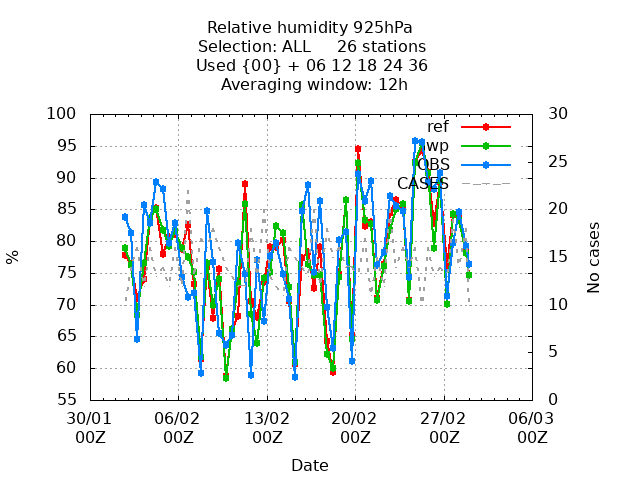 Relative humidity 925hPa
Selection: ALL 26 stations
Used {00} + 06 12 18 24 36
Averaging window: 12h
100
95
90
85
80
75
70
65
60
55
%
30
25
20
15
10
5
0
No cases
ref
wp
OBS
CASES
30/01 06/02 13/02 20/02 27/02 06/03
00Z 00Z 00Z 00Z 00Z 00Z
Date